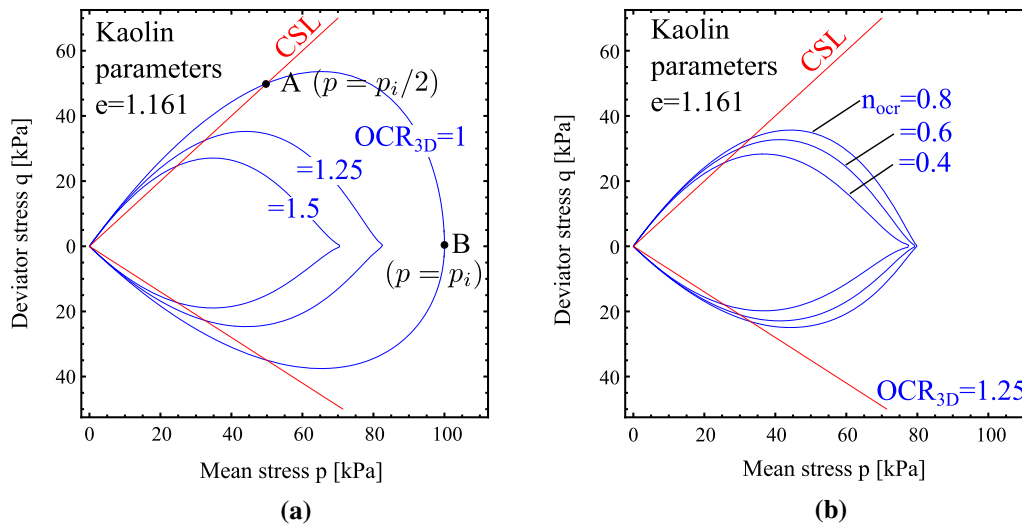 Kaolin
parameters
e=1.161
CSL
A (p = p_i/2)
OCR_3D=1
=1.25
=1.5
B
(p = p_i)
60
40
20
0
20
40
0 20 40 60 80 100
Deviator stress q [kPa]
Mean stress p [kPa]
(a)
Kaolin
parameters
e=1.161
CSL
n_ocr=0.8
=0.6
=0.4
OCR_3D=1.25
60
40
20
0
20
40
0 20 40 60 80 100
Deviator stress q [kPa]
Mean stress p [kPa]
(b)